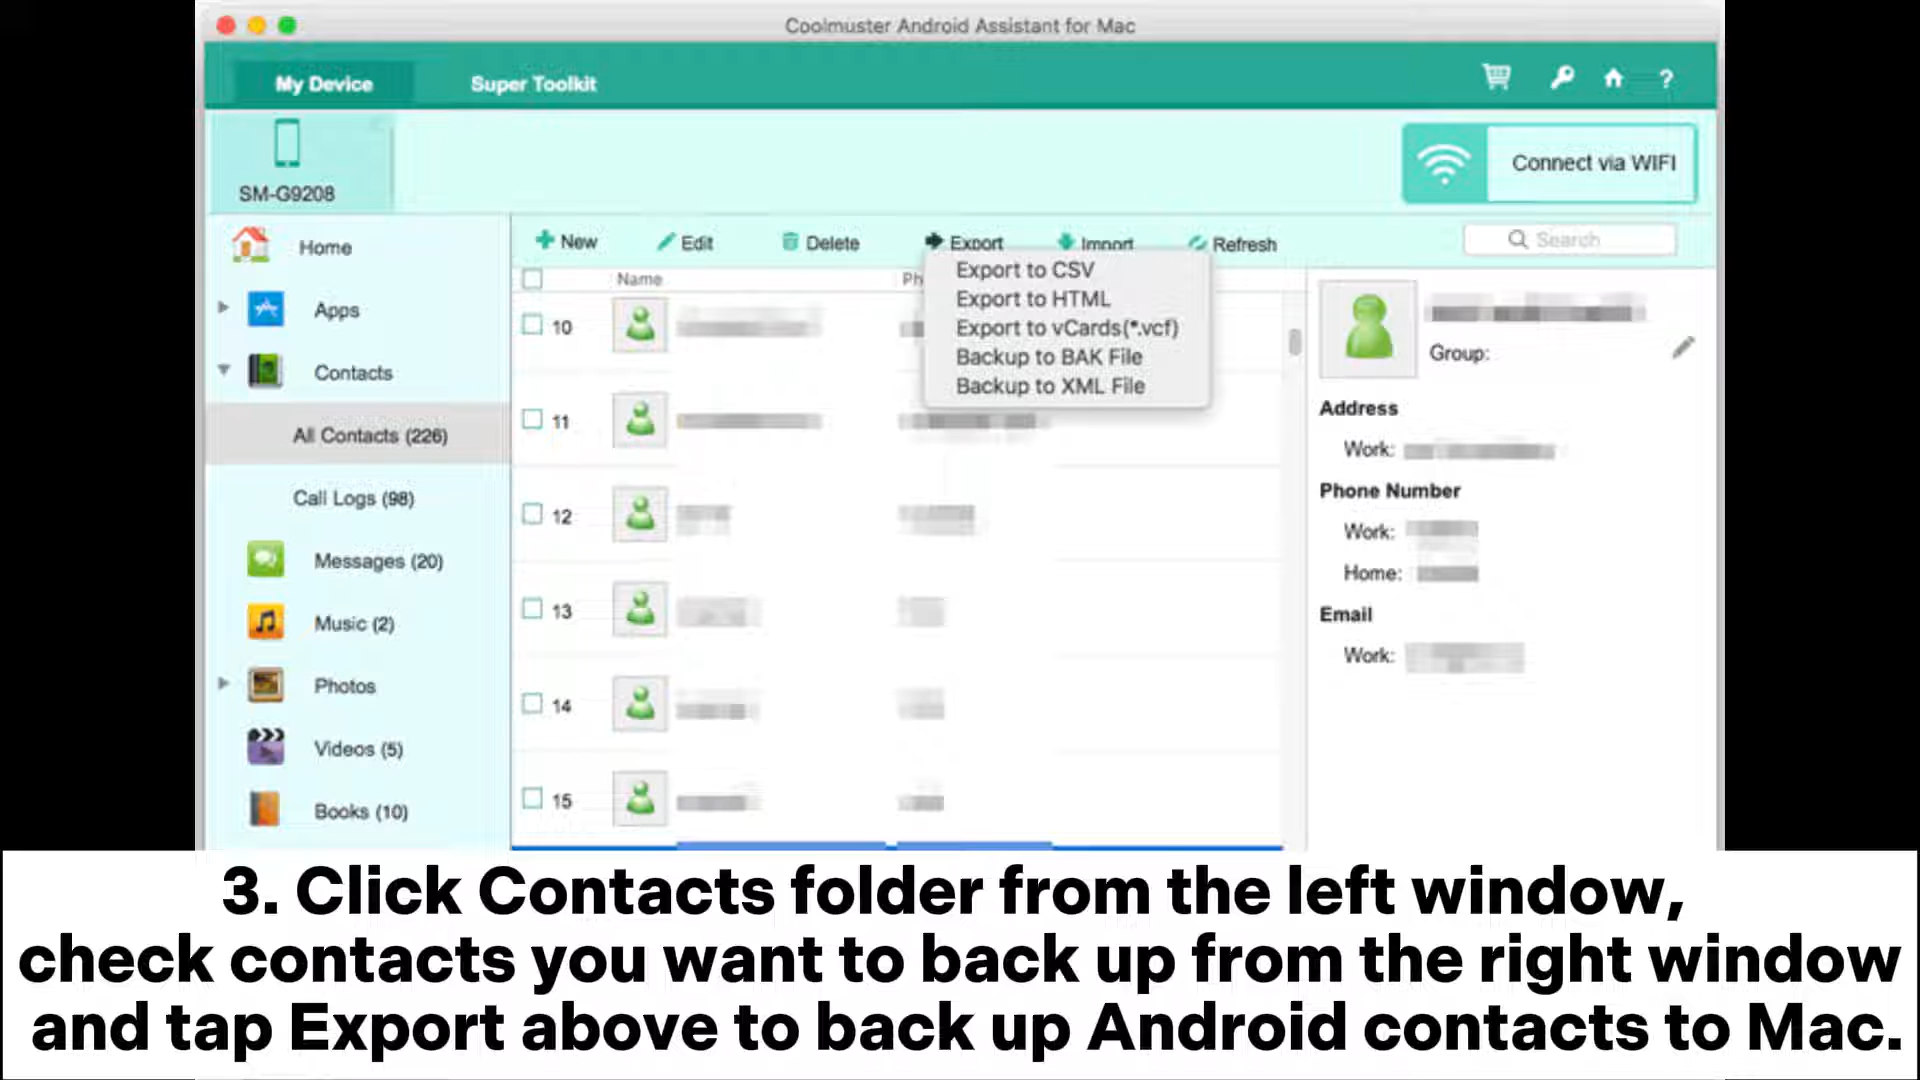 Coolmuster Android Assistant for Mac
My Device
Super Toolkit
?
SM-G9208
Connect via WIFI
Home
Apps
Contacts
All Contacts (226)
Call Logs (98)
Messages (20)
Music (2)
Photos
Videos (5)
Books (10)
New
Edit
Delete
Export
Import
Refresh
Search
Name
Ph
Export to CSV
Export to HTML
Export to vCards(*.vcf)
Backup to BAK File
Backup to XML File
10
11
12
13
14
15
Group:
Address
Work:
Phone Number
Work:
Home:
Email
Work:
3. Click Contacts folder from the left window,
check contacts you want to back up from the right window
and tap Export above to back up Android contacts to Mac.